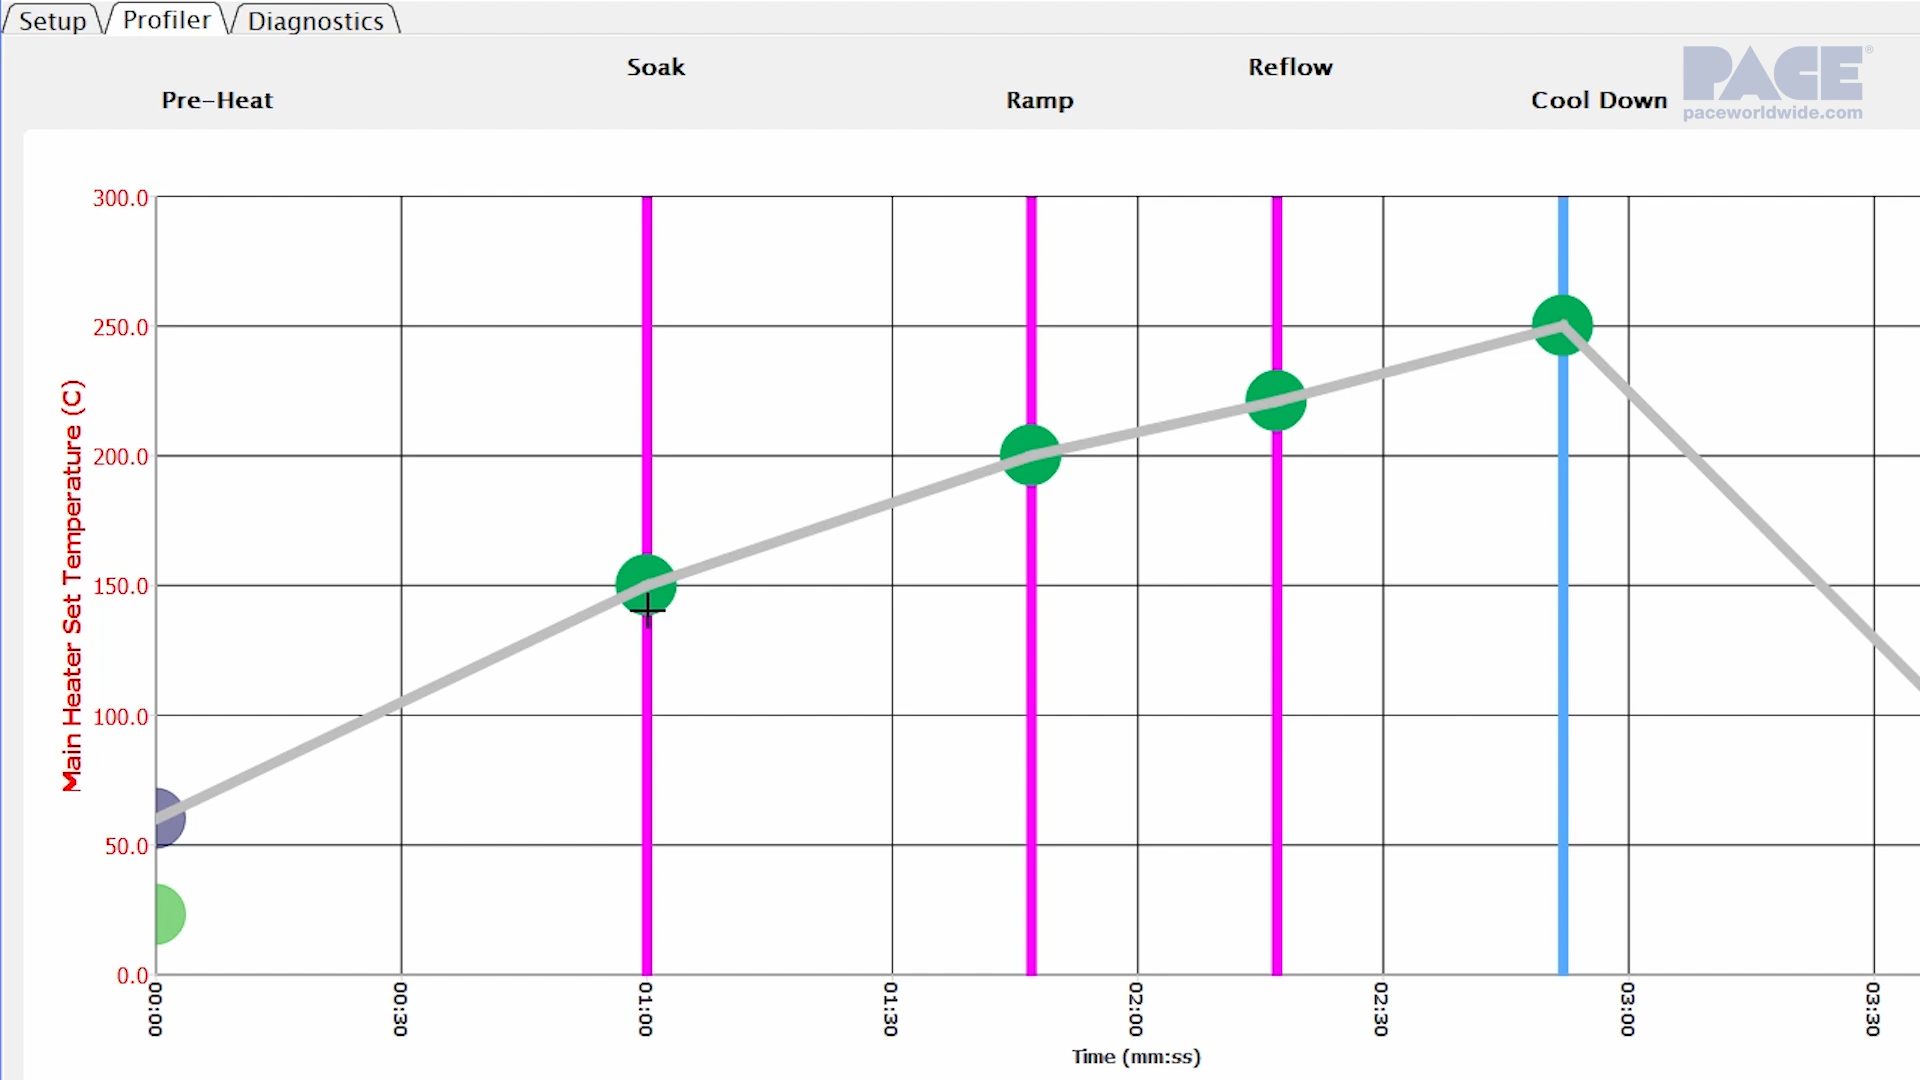 Setup Profiler Diagnostics
Soak Reflow
Pre-Heat Ramp Cool Down
PACE®
paceworldwide.com
Main Heater Set Temperature (C)
300.0
250.0
200.0
150.0
100.0
50.0
0.0
00:00 00:30 01:00 01:30 02:00 02:30 03:00 03:30
Time (mm:ss)